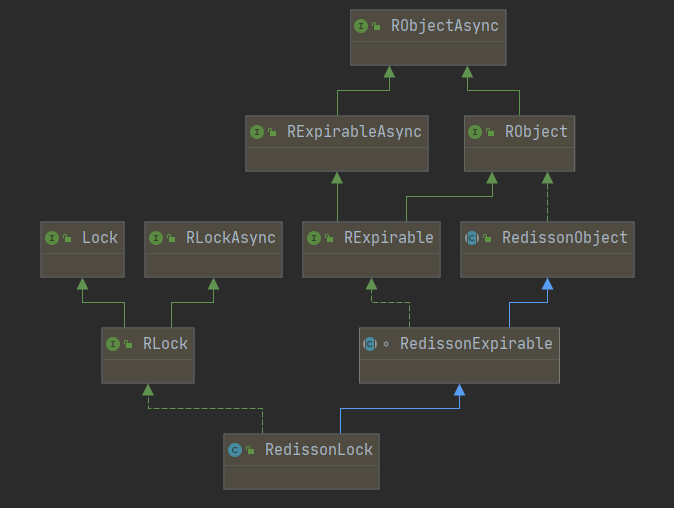 RObjectAsync
RExpirableAsync
RObject
Lock
RLockAsync
RExpirable
RedissonObject
RLock
RedissonExpirable
RedissonLock